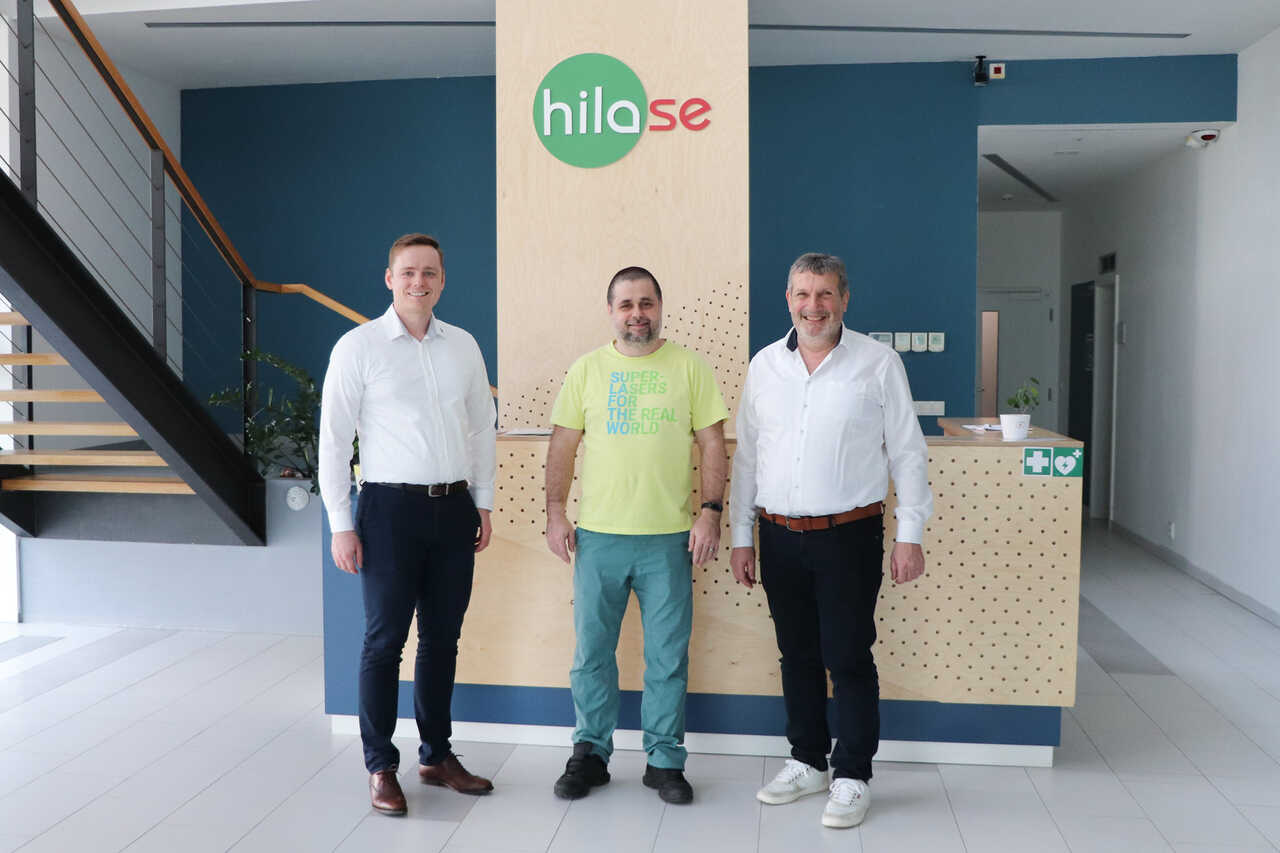 hilase
SUPER-
LASERS
FOR
THE REAL
WORLD